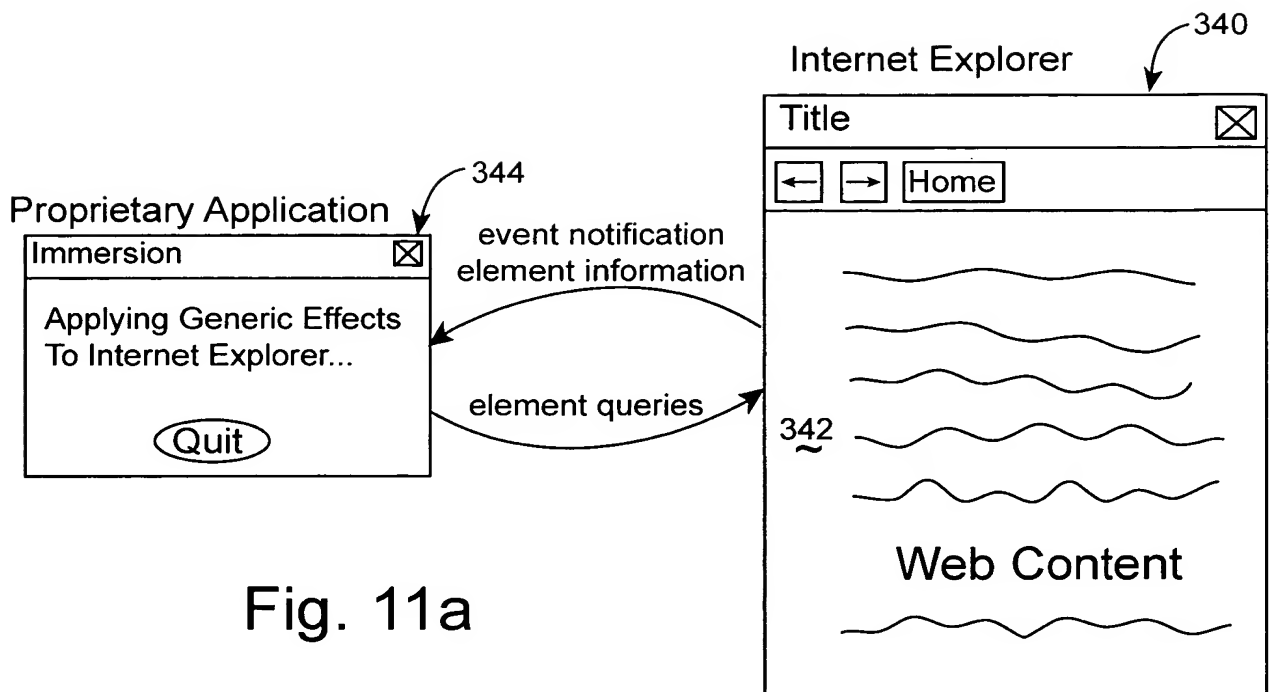 340
Internet Explorer
Title
Home
344
Proprietary Application
Immersion
Applying Generic Effects
To Internet Explorer...
Quit
event notification
element information
element queries
342
Web Content
Fig. 11a